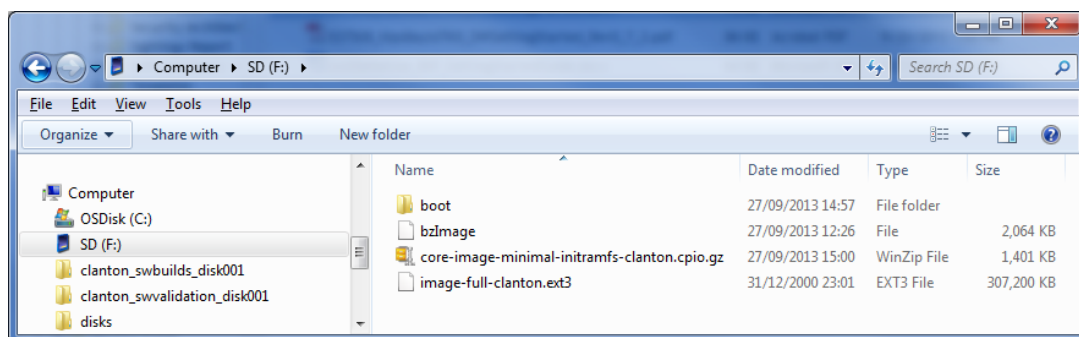 Computer SD (F:) Search SD (F:)
File Edit View Tools Help
Organize Share with Burn New folder
Name Date modified Type Size
Computer
OSDisk (C:)
SD (F:)
clanton_swbuilds_disk001
clanton_swvalidation_disk001
disks
boot 27/09/2013 14:57 File folder
bzImage 27/09/2013 12:26 File 2,064 KB
core-image-minimal-initramfs-clanton.cpio.gz 27/09/2013 15:00 WinZip File 1,401 KB
image-full-clanton.ext3 31/12/2000 23:01 EXT3 File 307,200 KB